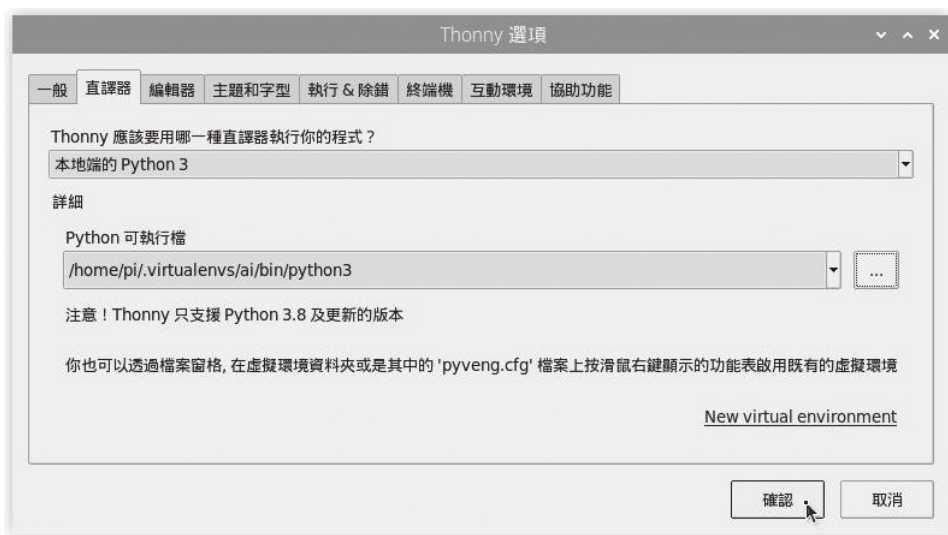 Thonny 選項
一般 直譯器 編輯器 主題和字型 執行 & 除錯 終端機 互動環境 協助功能
Thonny 應該要用哪一種直譯器執行你的程式？
本地端的 Python 3
詳細
Python 可執行檔
/home/pi/.virtualenvs/ai/bin/python3 ...
注意！Thonny 只支援 Python 3.8 及更新的版本
你也可以透過檔案窗格, 在虛擬環境資料夾或是其中的 'pyveng.cfg' 檔案上按滑鼠右鍵顯示的功能表啟用既有的虛擬環境
New virtual environment
確認 取消